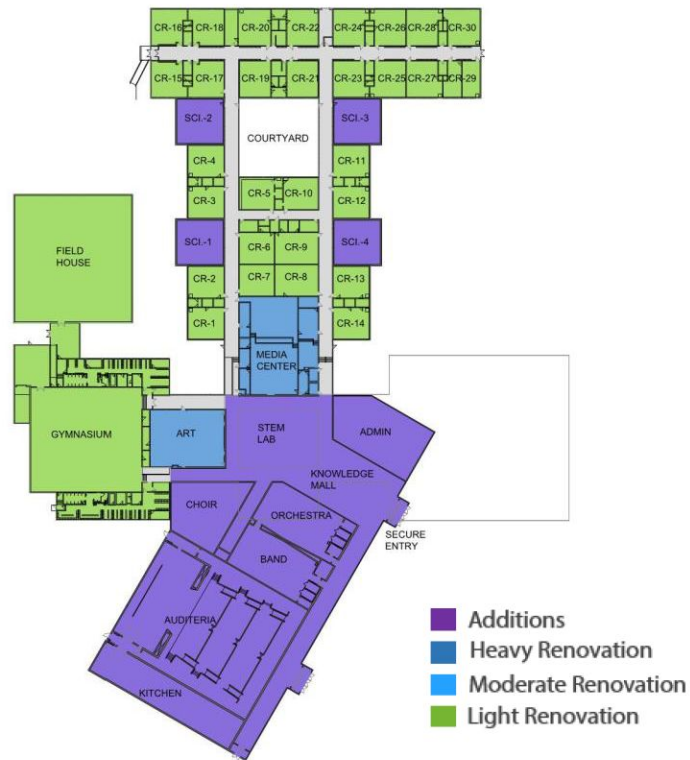 CR-16
CR-18
CR-20
CR-22
CR-24
CR-26
CR-28
CR-30
CR-15
CR-17
CR-19
CR-21
CR-23
CR-25
CR-27
CR-29
SCI.-2
SCI.-3
COURTYARD
CR-4
CR-11
CR-5
CR-10
CR-3
CR-12
SCI.-1
CR-6
CR-9
SCI.-4
FIELD
HOUSE
CR-2
CR-7
CR-8
CR-13
CR-1
CR-14
MEDIA
CENTER
GYMNASIUM
ART
STEM
LAB
ADMIN
KNOWLEDGE
MALL
CHOIR
ORCHESTRA
SECURE
ENTRY
BAND
AUDITERIA
KITCHEN
Additions
Heavy Renovation
Moderate Renovation
Light Renovation